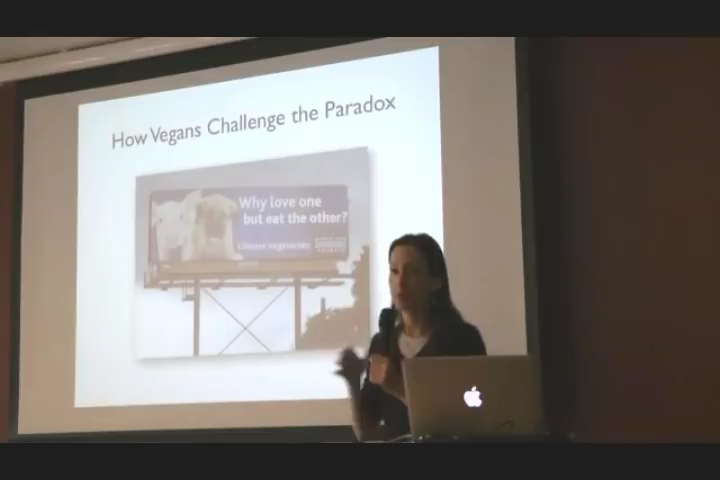 How Vegans Challenge the Paradox
Why love one
but eat the other?
Choose Vegetarian